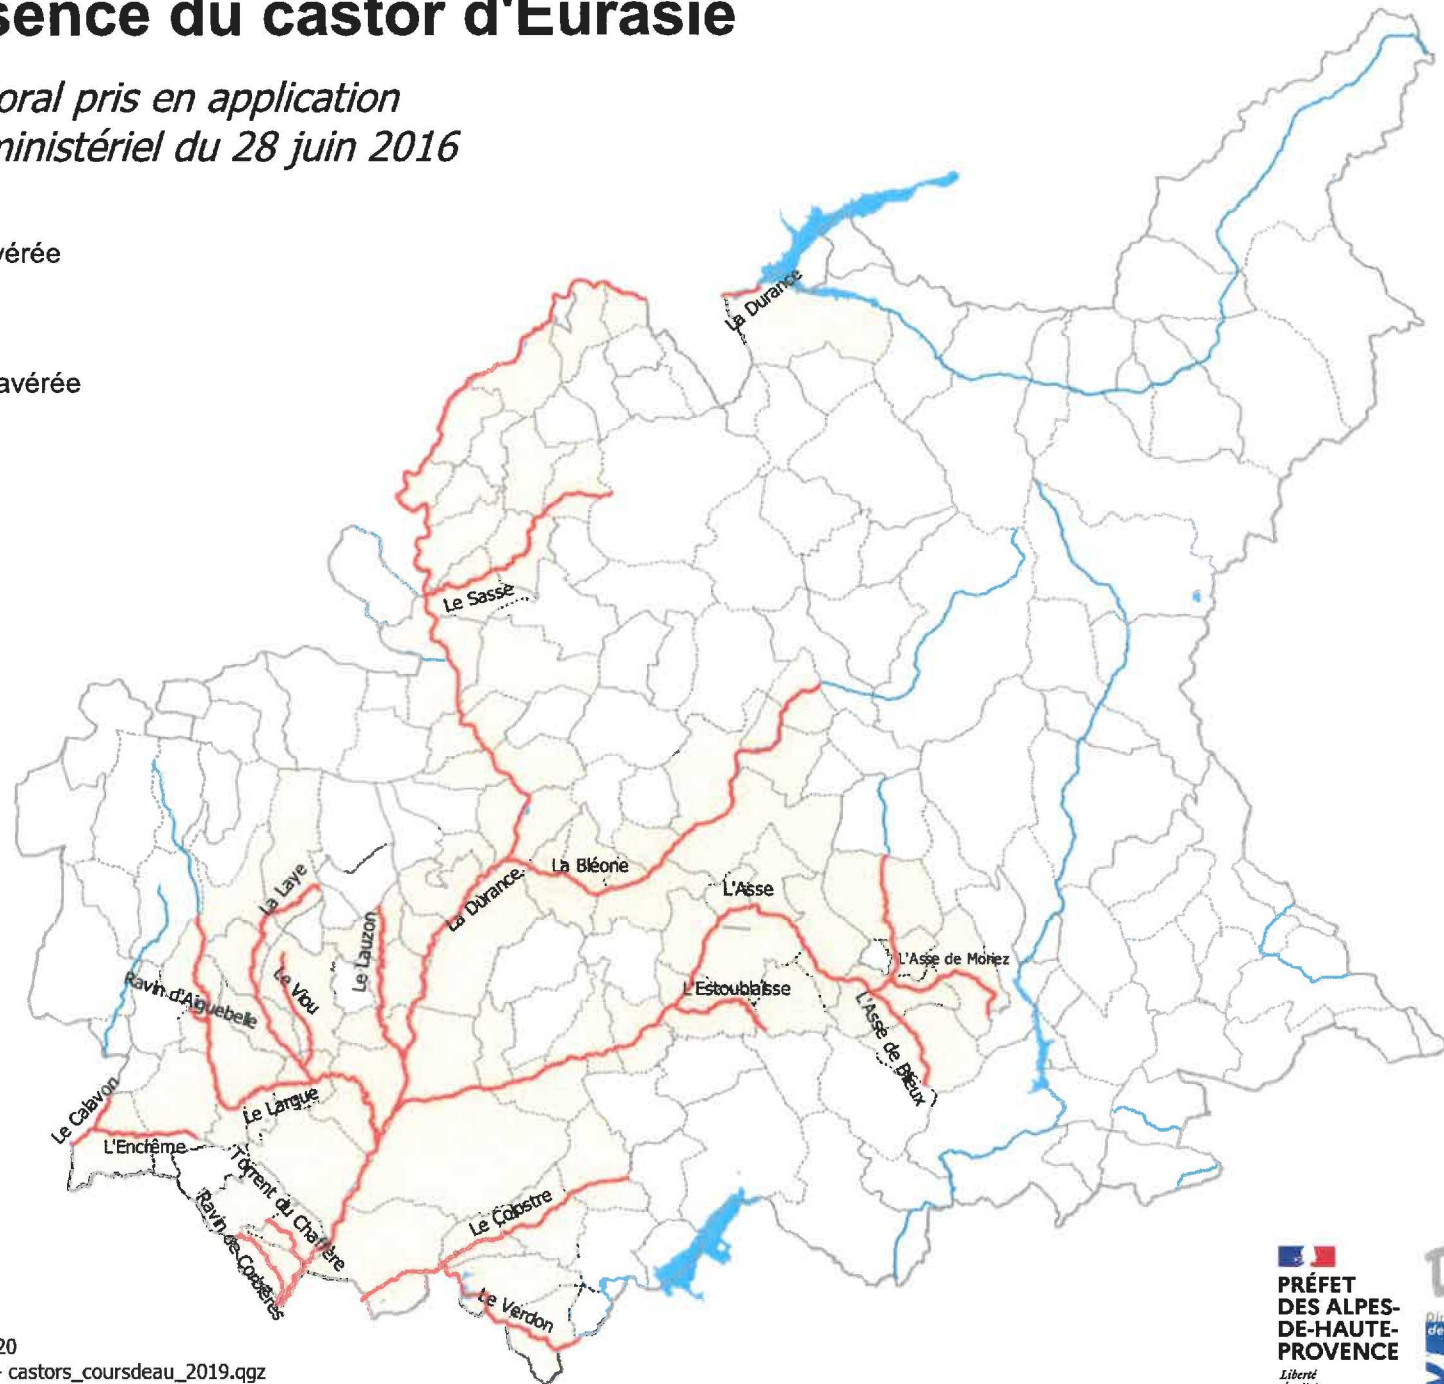 sence du castor d'Eurasie
oral pris en application
ministériel du 28 juin 2016
vérée
avérée
La Durance
Le Sasse
La Bléone
La Durance
La Laye
Le Lauzon
Le Viou
Ravin d'Aiguebelle
L'Asse
L'Asse de Moriez
L'Estoublaïsse
L'Asse de Blieux
Le Calavon
L'Enchême
Le Largue
Torrent du Chaffère
Ravin de Corbières
Le Colostre
Le Verdon
PRÉFET
DES ALPES-
DE-HAUTE-
PROVENCE
Liberté
20
- castors_coursdeau_2019.qgz